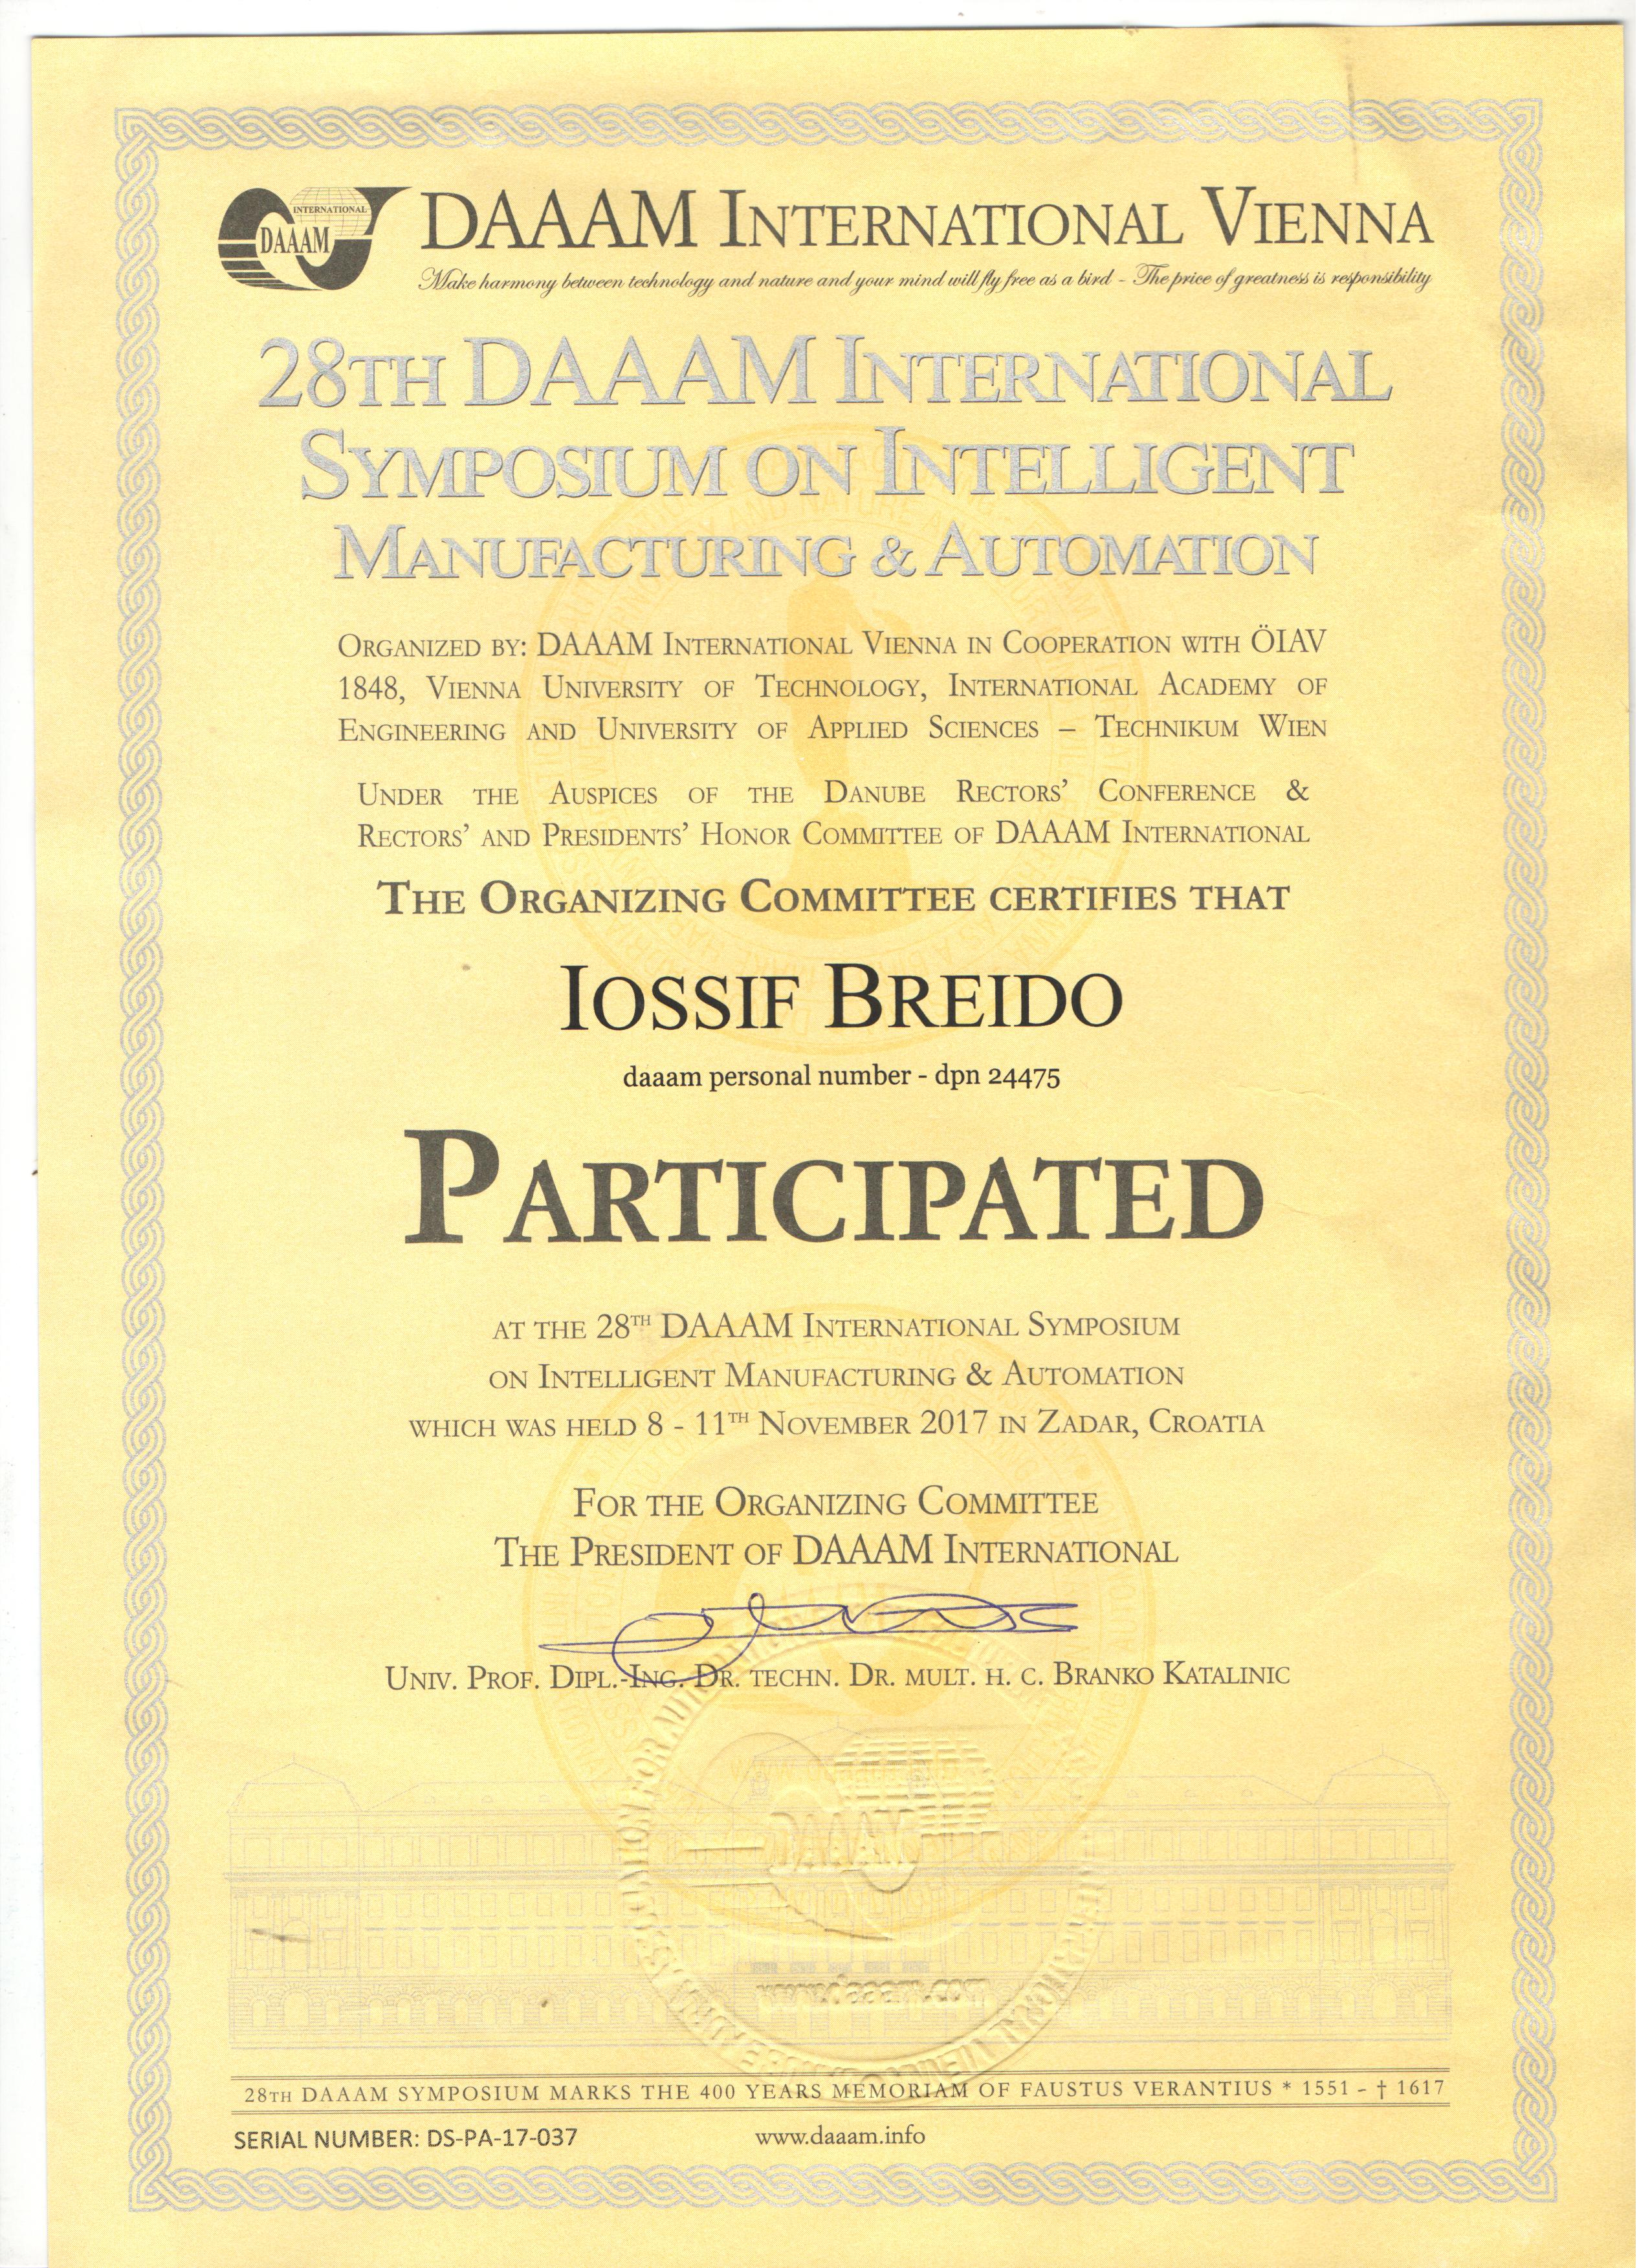 INTERNATIONAL
DAAAM
DAAAM INTERNATIONAL VIENNA
Make harmony between technology and nature and your mind will fly free as a bird - The price of greatness is responsibility
28TH DAAAM INTERNATIONAL
SYMPOSIUM ON INTELLIGENT
MANUFACTURING & AUTOMATION
ORGANIZED BY: DAAAM INTERNATIONAL VIENNA IN COOPERATION WITH ÖIAV
1848, VIENNA UNIVERSITY OF TECHNOLOGY, INTERNATIONAL ACADEMY OF
ENGINEERING AND UNIVERSITY OF APPLIED SCIENCES – TECHNIKUM WIEN
UNDER THE AUSPICES OF THE DANUBE RECTORS' CONFERENCE &
RECTORS' AND PRESIDENTS' HONOR COMMITTEE OF DAAAM INTERNATIONAL
THE ORGANIZING COMMITTEE CERTIFIES THAT
IOSSIF BREIDO
daaam personal number - dpn 24475
PARTICIPATED
AT THE 28TH DAAAM INTERNATIONAL SYMPOSIUM
ON INTELLIGENT MANUFACTURING & AUTOMATION
WHICH WAS HELD 8 - 11TH NOVEMBER 2017 IN ZADAR, CROATIA
FOR THE ORGANIZING COMMITTEE
THE PRESIDENT OF DAAAM INTERNATIONAL
UNIV. PROF. DIPL.-ING. DR. TECHN. DR. MULT. H. C. BRANKO KATALINIC
DAAAM
www.daaam.com
28TH DAAAM SYMPOSIUM MARKS THE 400 YEARS MEMORIAM OF FAUSTUS VERANTIUS * 1551 - † 1617
SERIAL NUMBER: DS-PA-17-037
www.daaam.info